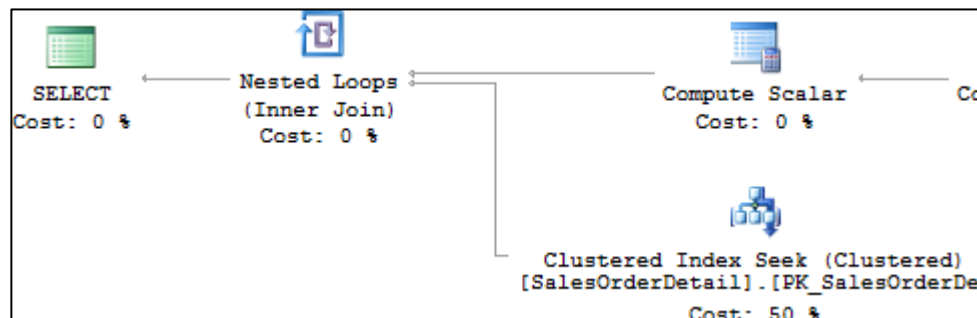 SELECT
Cost: 0 %
Nested Loops
(Inner Join)
Cost: 0 %
Compute Scalar
Cost: 0 %
Co
Clustered Index Seek (Clustered)
[SalesOrderDetail].[PK_SalesOrderDe
Cost: 50 %